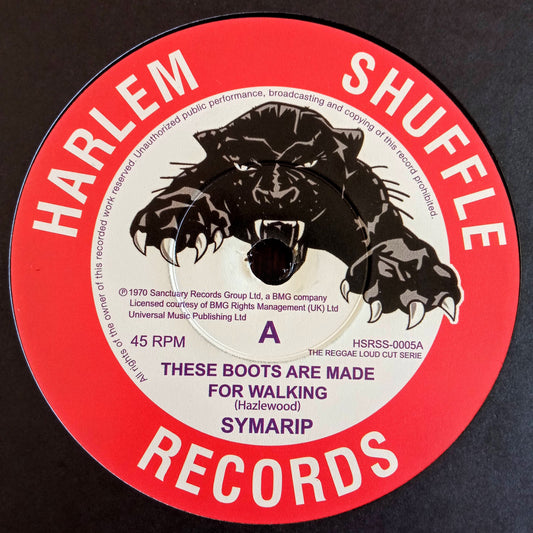 HARLEM SHUFFLE
All rights of the owner of this recorded work reserved. Unauthorized public performance, broadcasting and copying of this record prohibited.
℗ 1970 Sanctuary Records Group Ltd, a BMG company
Licensed courtesy of BMG Rights Management (UK) Ltd
Universal Music Publishing Ltd
45 RPM
A
HSRSS-0005A
THE REGGAE LOUD CUT SERIE
THESE BOOTS ARE MADE
FOR WALKING
(Hazlewood)
SYMARIP
RECORDS